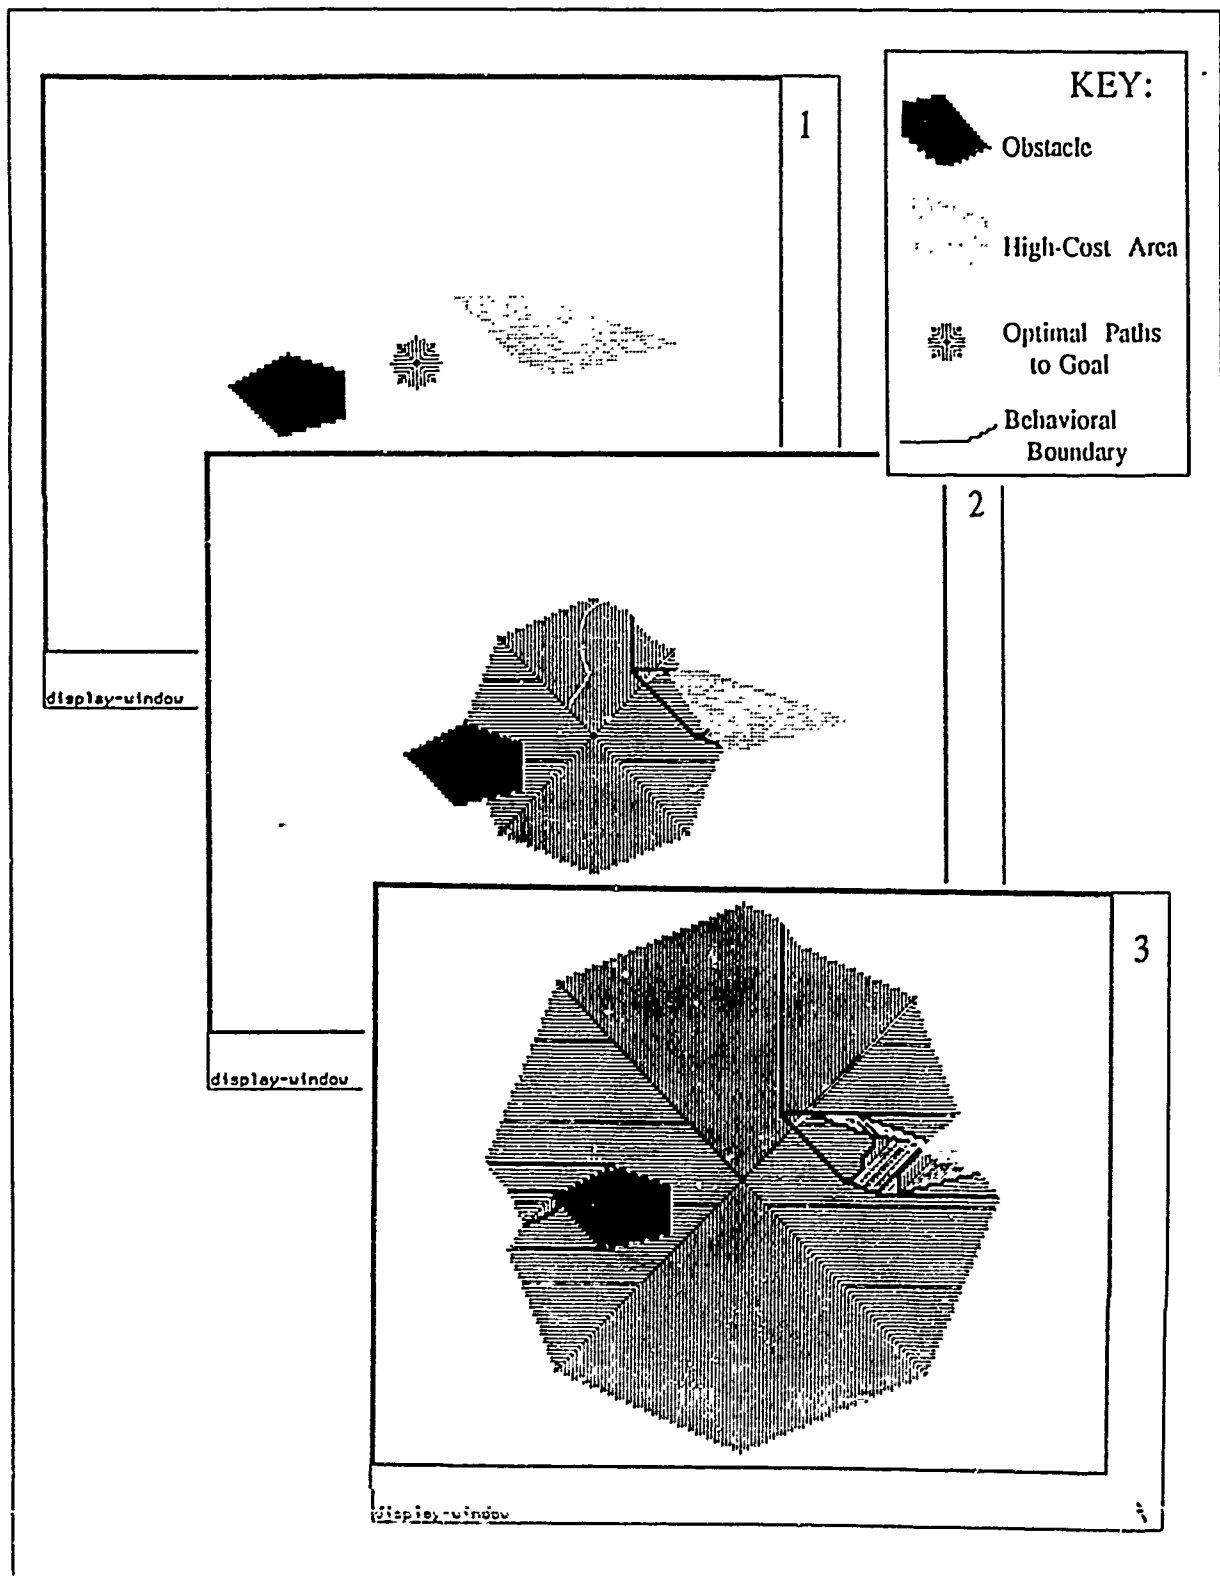 KEY:
Obstacle
High-Cost Area
Optimal Paths
to Goal
Behavioral
Boundary
1
display-window
2
display-window
3
display-window